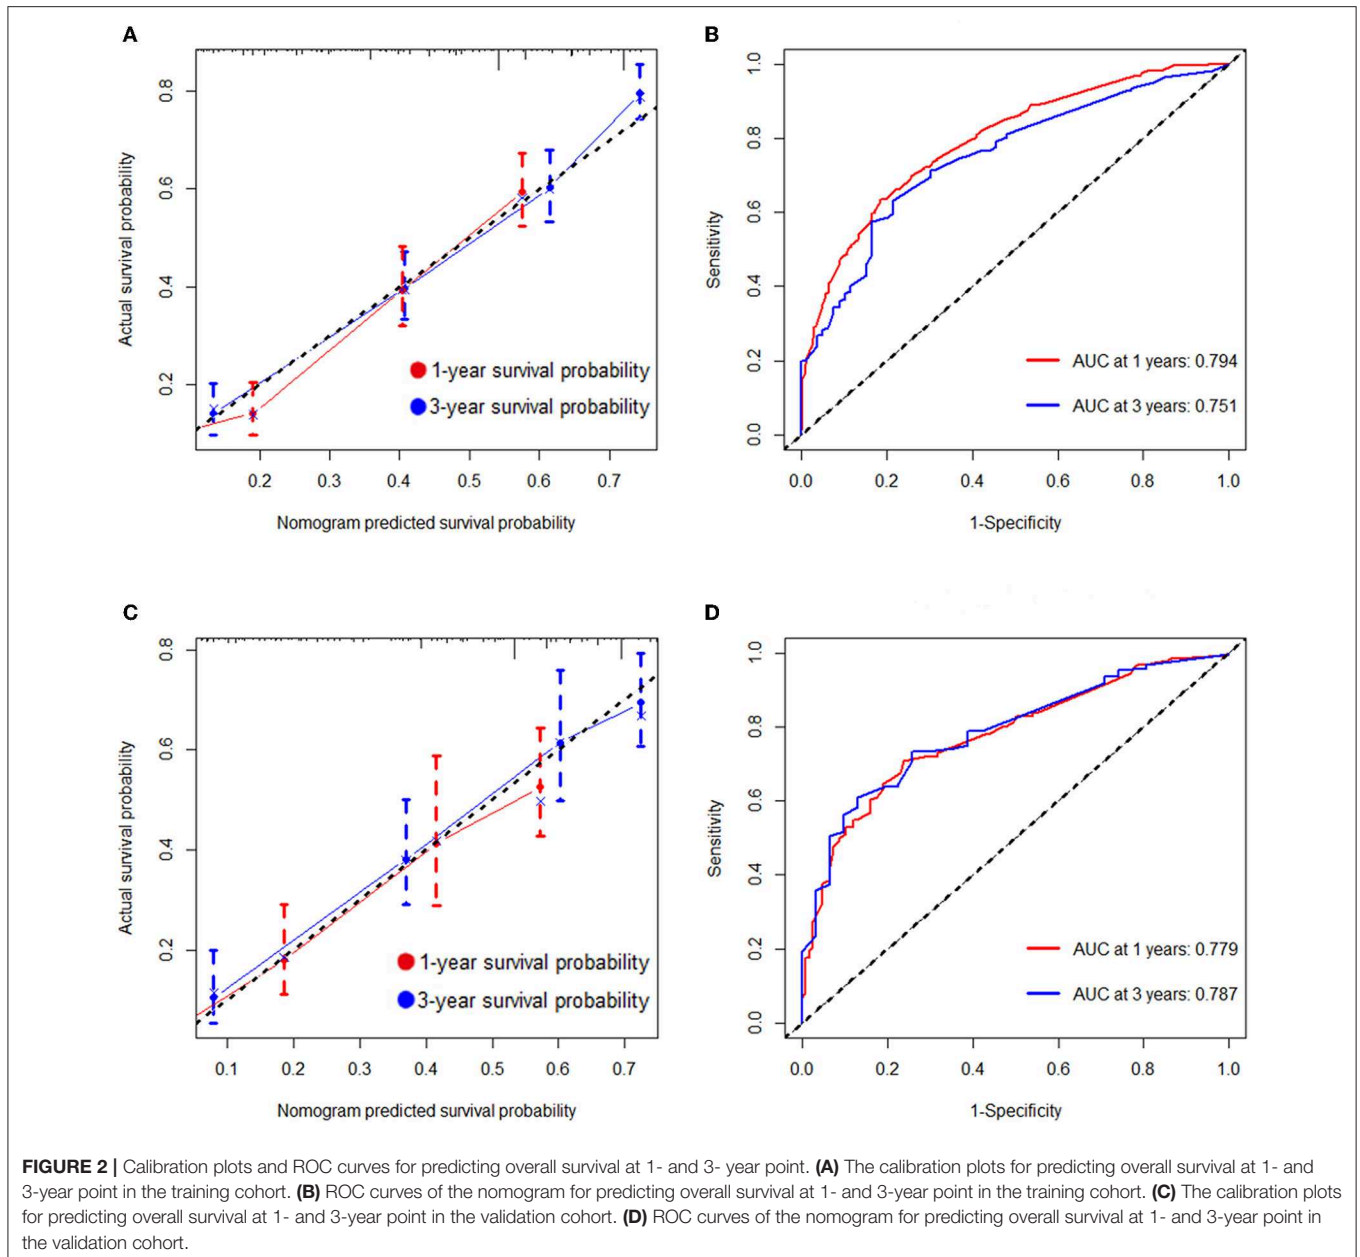 A
Actual survival probability
0.8
0.6
0.4
0.2
1-year survival probability
3-year survival probability
0.2 0.3 0.4 0.5 0.6 0.7
Nomogram predicted survival probability
B
Sensitivity
1.0
0.8
0.6
0.4
0.2
0.0
AUC at 1 years: 0.794
AUC at 3 years: 0.751
0.0 0.2 0.4 0.6 0.8 1.0
1-Specificity
C
Actual survival probability
0.8
0.6
0.4
0.2
1-year survival probability
3-year survival probability
0.1 0.2 0.3 0.4 0.5 0.6 0.7
Nomogram predicted survival probability
D
Sensitivity
1.0
0.8
0.6
0.4
0.2
0.0
AUC at 1 years: 0.779
AUC at 3 years: 0.787
0.0 0.2 0.4 0.6 0.8 1.0
1-Specificity
FIGURE 2 | Calibration plots and ROC curves for predicting overall survival at 1- and 3- year point. (A) The calibration plots for predicting overall survival at 1- and
3-year point in the training cohort. (B) ROC curves of the nomogram for predicting overall survival at 1- and 3-year point in the training cohort. (C) The calibration plots
for predicting overall survival at 1- and 3-year point in the validation cohort. (D) ROC curves of the nomogram for predicting overall survival at 1- and 3-year point in
the validation cohort.